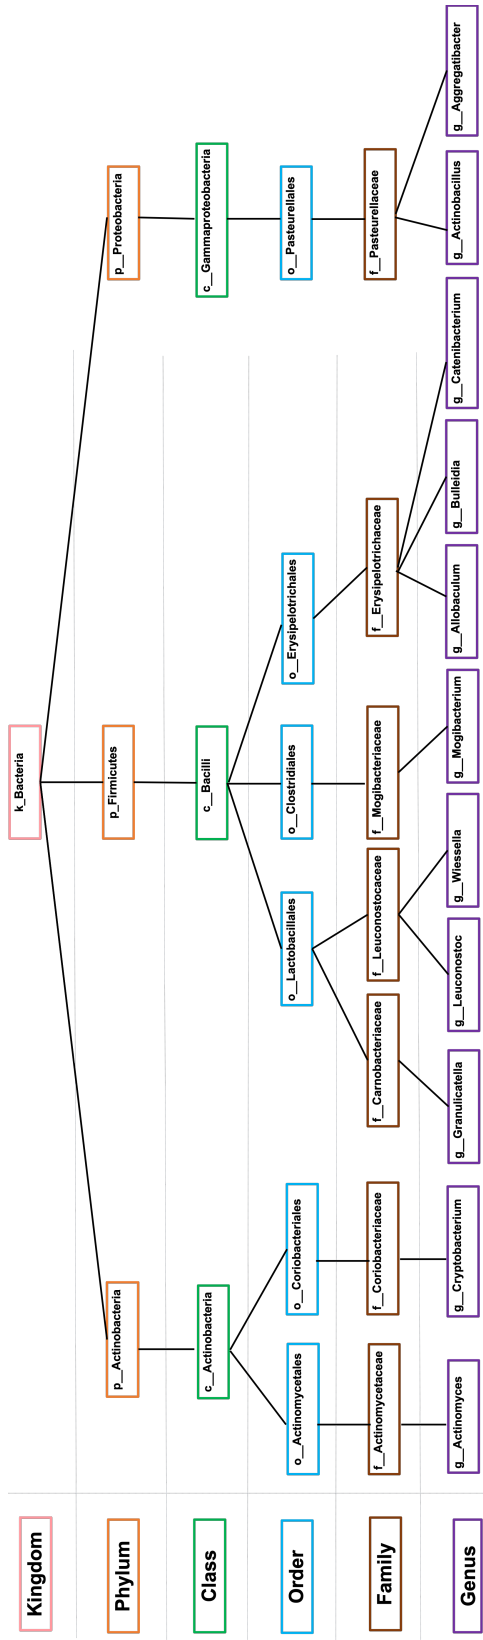 Kingdom
k_Bacteria
Phylum
p__Actinobacteria
p_Firmicutes
p__Proteobacteria
Class
c__Actinobacteria
c__Bacilli
c__Gammaproteobacteria
Order
o__Actinomycetales
o__Coriobacteriales
o__Lactobacillales
o__Clostridiales
o__Erysipelotrichales
o__Pasteurellales
Family
f__Actinomycetaceae
f__Coriobacteriaceae
f__Carnobacteriaceae
f__Leuconostocaceae
f__Mogibacteriaceae
f__Erysipelotrichaceae
f__Pasteurellaceae
Genus
g__Actinomyces
g__Cryptobacterium
g__Granulicatella
g__Leuconostoc
g__Wiessella
g__Mogibacterium
g__Allobaculum
g__Bulleidia
g__Catenibacterium
g__Actinobacillus
g__Aggregatibacter